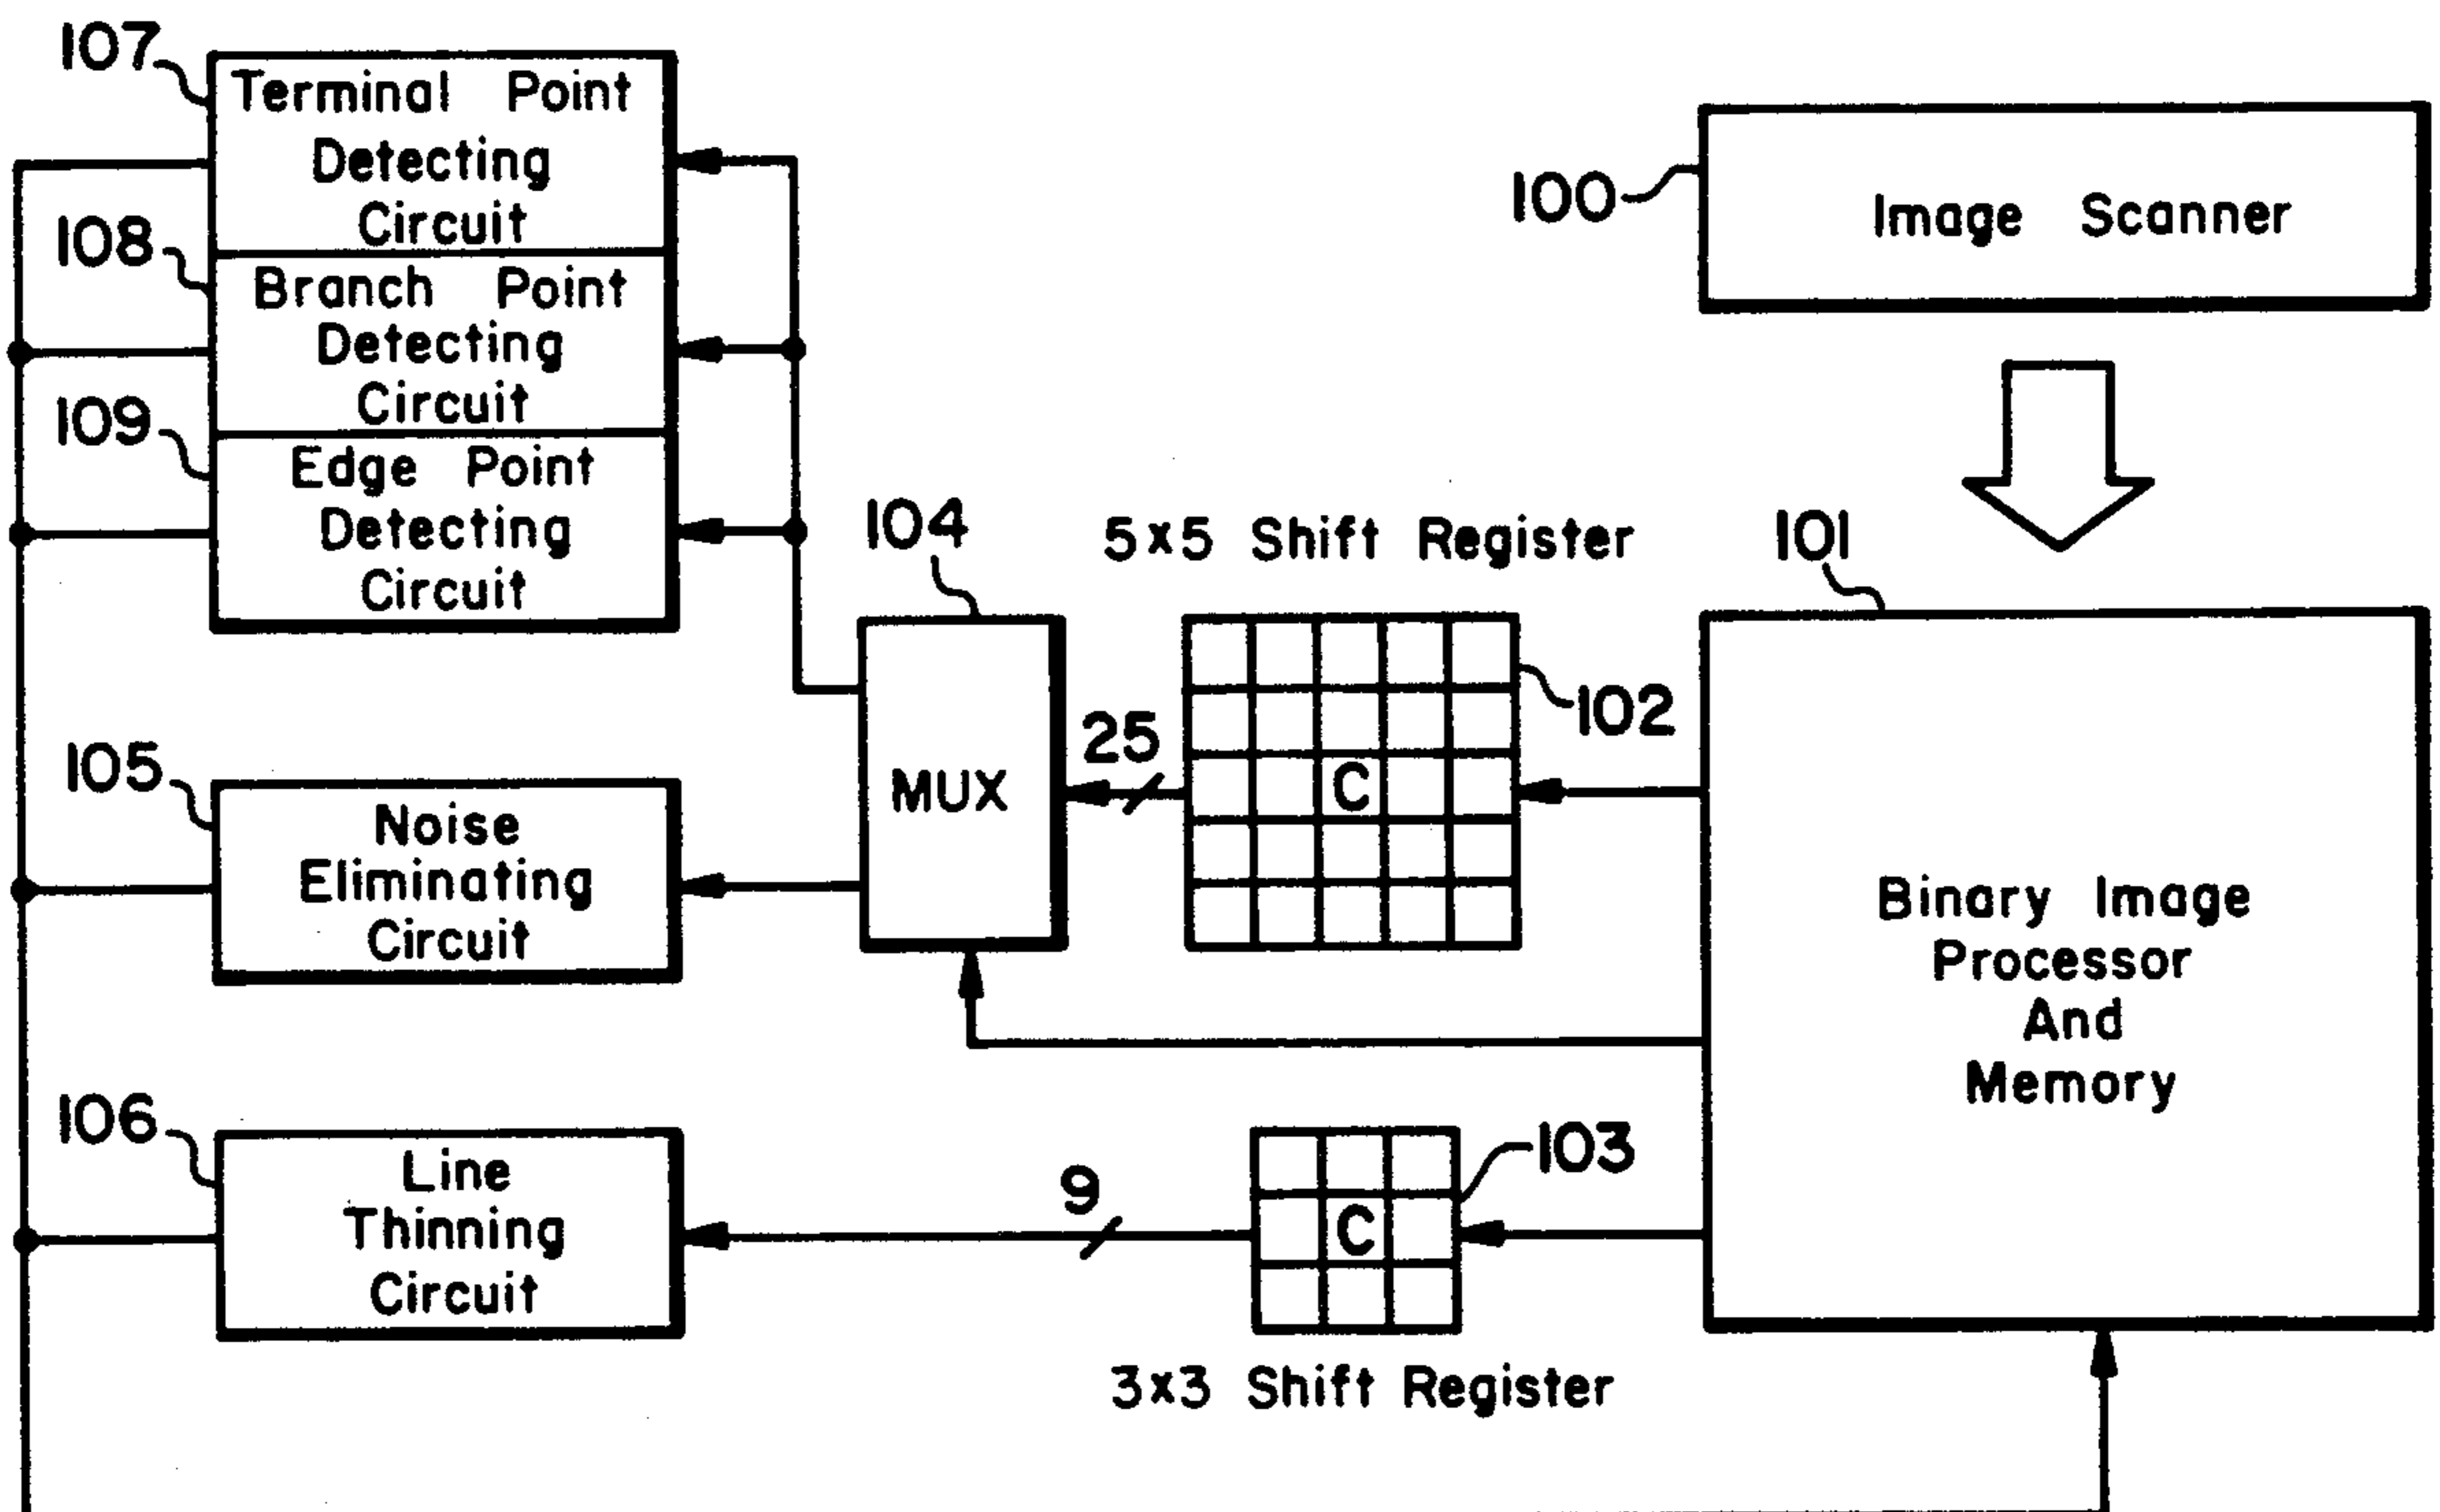 107
Terminal Point
Detecting
Circuit
108
Branch Point
Detecting
Circuit
109
Edge Point
Detecting
Circuit
100
Image Scanner
104
5x5 Shift Register
101
102
25
MUX
C
105
Noise
Eliminating
Circuit
Binary Image
Processor
And
Memory
106
Line
Thinning
Circuit
9
103
C
3x3 Shift Register